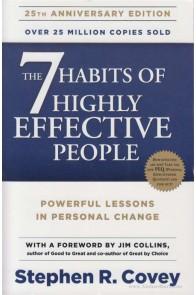 25TH ANNIVERSARY EDITION
OVER 25 MILLION COPIES SOLD
THE 7 HABITS OF
HIGHLY
EFFECTIVE
PEOPLE
POWERFUL LESSONS
IN PERSONAL CHANGE
WITH A FOREWORD BY JIM COLLINS,
author of Good to Great and co-author of Great by Choice
Stephen R. Covey